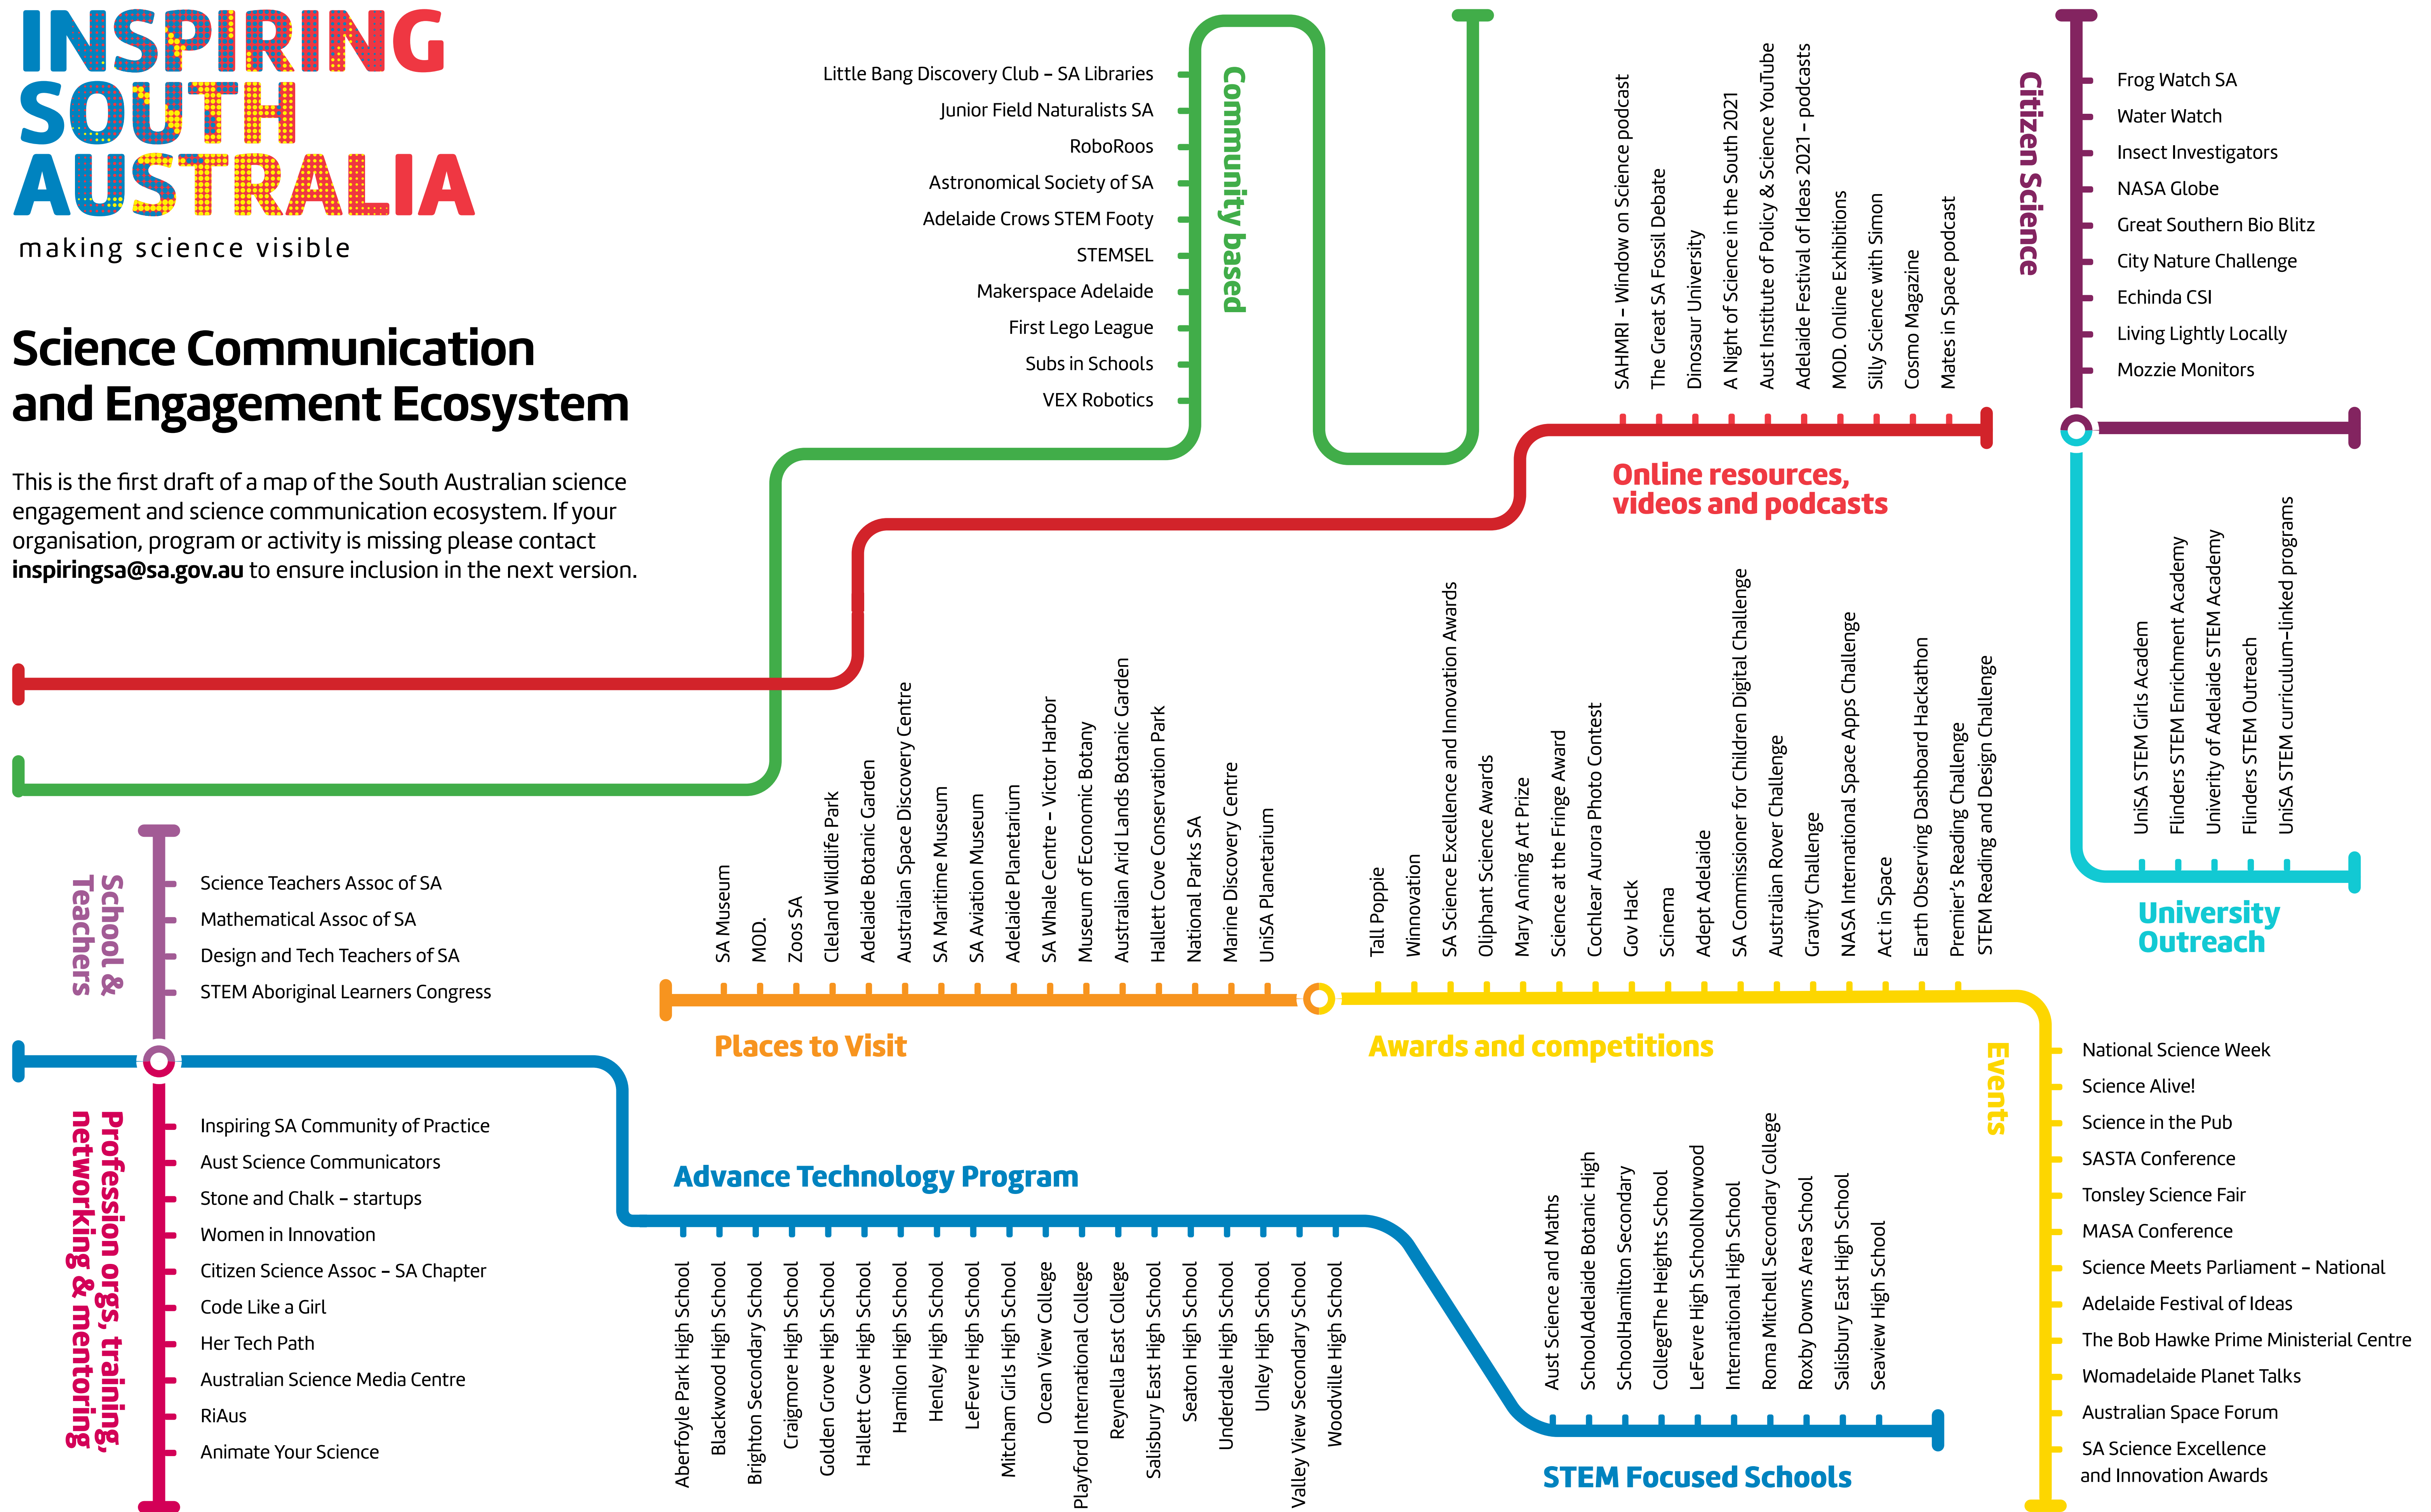 INSPIRING
SOUTH
AUSTRALIA
making science visible
Science Communication
and Engagement Ecosystem
This is the first draft of a map of the South Australian science
engagement and science communication ecosystem. If your
organisation, program or activity is missing please contact
inspiringsa@sa.gov.au to ensure inclusion in the next version.
Community based
Little Bang Discovery Club – SA Libraries
Junior Field Naturalists SA
RoboRoos
Astronomical Society of SA
Adelaide Crows STEM Footy
STEMSEL
Makerspace Adelaide
First Lego League
Subs in Schools
VEX Robotics
SAHMRI – Window on Science podcast
The Great SA Fossil Debate
Dinosaur University
A Night of Science in the South 2021
Aust Institute of Policy & Science YouTube
Adelaide Festival of Ideas 2021 – podcasts
MOD. Online Exhibitions
Silly Science with Simon
Cosmo Magazine
Mates in Space podcast
Online resources,
videos and podcasts
Citizen Science
Frog Watch SA
Water Watch
Insect Investigators
NASA Globe
Great Southern Bio Blitz
City Nature Challenge
Echinda CSI
Living Lightly Locally
Mozzie Monitors
UniSA STEM Girls Academ
Flinders STEM Enrichment Academy
Univerity of Adelaide STEM Academy
Flinders STEM Outreach
UniSA STEM curriculum-linked programs
University
Outreach
School &
Teachers
Science Teachers Assoc of SA
Mathematical Assoc of SA
Design and Tech Teachers of SA
STEM Aboriginal Learners Congress
SA Museum
MOD.
Zoos SA
Cleland Wildlife Park
Adelaide Botanic Garden
Australian Space Discovery Centre
SA Maritime Museum
SA Aviation Museum
Adelaide Planetarium
SA Whale Centre – Victor Harbor
Museum of Economic Botany
Australian Arid Lands Botanic Garden
Hallett Cove Conservation Park
National Parks SA
Marine Discovery Centre
UniSA Planetarium
Places to Visit
Tall Poppie
Winnovation
SA Science Excellence and Innovation Awards
Oliphant Science Awards
Mary Anning Art Prize
Science at the Fringe Award
Cochlear Aurora Photo Contest
Gov Hack
Scinema
Adept Adelaide
SA Commissioner for Children Digital Challenge
Australian Rover Challenge
Gravity Challenge
NASA International Space Apps Challenge
Act in Space
Earth Observing Dashboard Hackathon
Premier's Reading Challenge
STEM Reading and Design Challenge
Awards and competitions
Events
National Science Week
Science Alive!
Science in the Pub
SASTA Conference
Tonsley Science Fair
MASA Conference
Science Meets Parliament – National
Adelaide Festival of Ideas
The Bob Hawke Prime Ministerial Centre
Womadelaide Planet Talks
Australian Space Forum
SA Science Excellence
and Innovation Awards
Profession orgs, training,
networking & mentoring
Inspiring SA Community of Practice
Aust Science Communicators
Stone and Chalk – startups
Women in Innovation
Citizen Science Assoc – SA Chapter
Code Like a Girl
Her Tech Path
Australian Science Media Centre
RiAus
Animate Your Science
Advance Technology Program
Aberfoyle Park High School
Blackwood High School
Brighton Secondary School
Craigmore High School
Golden Grove High School
Hallett Cove High School
Hamilon High School
Henley High School
LeFevre High School
Mitcham Girls High School
Ocean View College
Playford International College
Reynella East College
Salisbury East High School
Seaton High School
Underdale High School
Unley High School
Valley View Secondary School
Woodville High School
Aust Science and Maths
SchoolAdelaide Botanic High
SchoolHamilton Secondary
CollegeThe Heights School
LeFevre High SchoolNorwood
International High School
Roma Mitchell Secondary College
Roxby Downs Area School
Salisbury East High School
Seaview High School
STEM Focused Schools